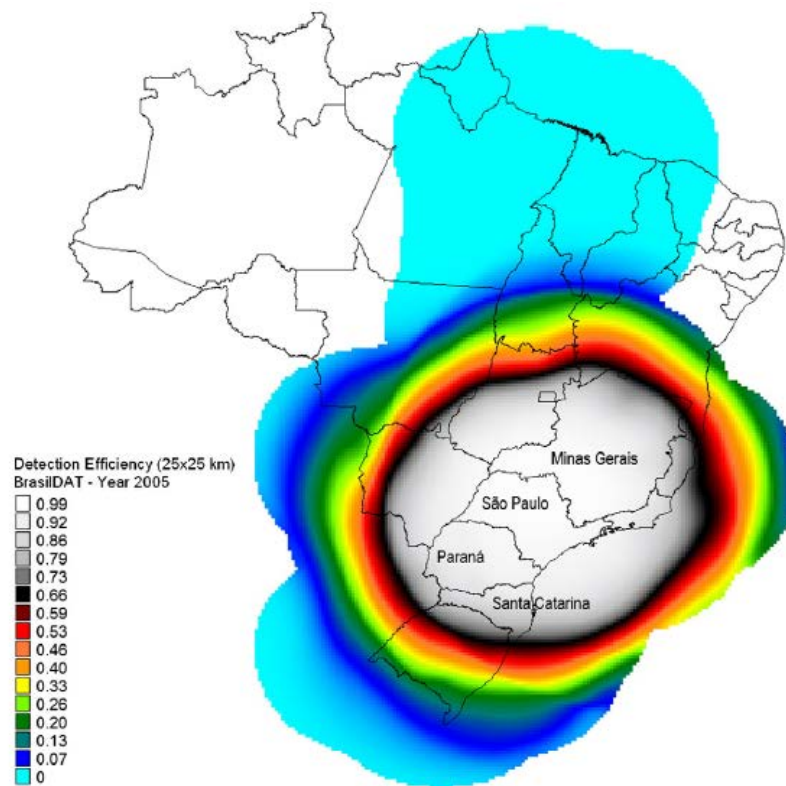 Minas Gerais
São Paulo
Paraná
Santa Catarina
Detection Efficiency (25x25 km)
BrasilDAT - Year 2005
0.99
0.92
0.86
0.79
0.73
0.66
0.59
0.53
0.46
0.40
0.33
0.26
0.20
0.13
0.07
0